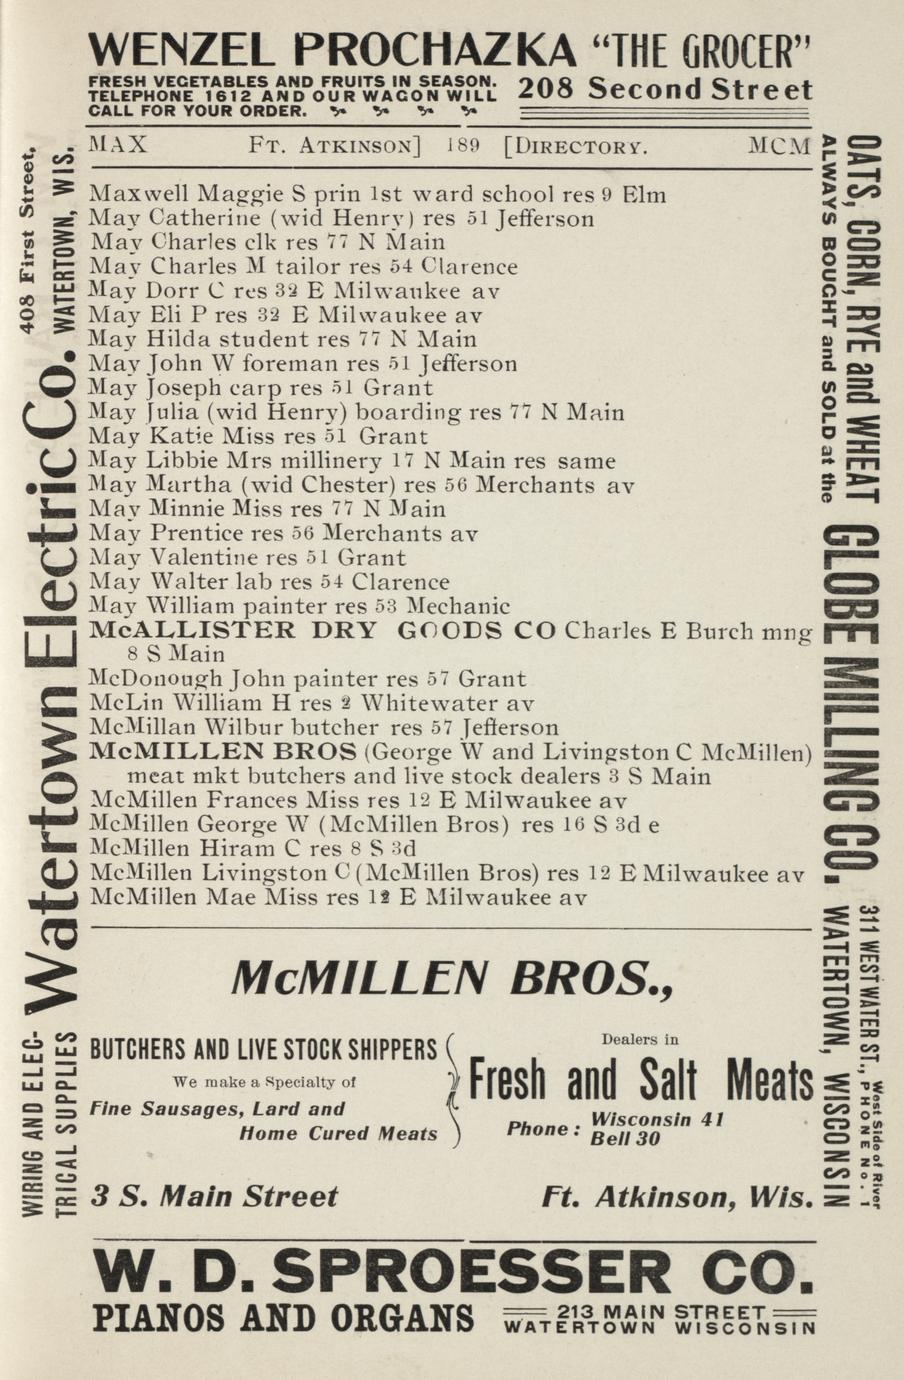 WENZEL PROCHAZKA "THE GROCER"
FRESH VEGETABLES AND FRUITS IN SEASON.
TELEPHONE 1612 AND OUR WAGON WILL
CALL FOR YOUR ORDER.
208 Second Street
MAX FT. ATKINSON] 189 [DIRECTORY. MCM
Maxwell Maggie S prin 1st ward school res 9 Elm
May Catherine (wid Henry) res 51 Jefferson
May Charles clk res 77 N Main
May Charles M tailor res 54 Clarence
May Dorr C res 32 E Milwaukee av
May Eli P res 32 E Milwaukee av
May Hilda student res 77 N Main
May John W foreman res 51 Jefferson
May Joseph carp res 51 Grant
May Julia (wid Henry) boarding res 77 N Main
May Katie Miss res 51 Grant
May Libbie Mrs millinery 17 N Main res same
May Martha (wid Chester) res 56 Merchants av
May Minnie Miss res 77 N Main
May Prentice res 56 Merchants av
May Valentine res 51 Grant
May Walter lab res 54 Clarence
May William painter res 53 Mechanic
McALLISTER DRY GOODS CO Charles E Burch mng
8 S Main
McDonough John painter res 57 Grant
McLin William H res 2 Whitewater av
McMillan Wilbur butcher res 57 Jefferson
McMILLEN BROS (George W and Livingston C McMillen)
meat mkt butchers and live stock dealers 3 S Main
McMillen Frances Miss res 12 E Milwaukee av
McMillen George W (McMillen Bros) res 16 S 3d e
McMillen Hiram C res 8 S 3d
McMillen Livingston C (McMillen Bros) res 12 E Milwaukee av
McMillen Mae Miss res 12 E Milwaukee av
McMILLEN BROS.,
BUTCHERS AND LIVE STOCK SHIPPERS
We make a Specialty of
Fine Sausages, Lard and
Home Cured Meats
Dealers in
Fresh and Salt Meats
Phone: Wisconsin 41
Bell 30
3 S. Main Street Ft. Atkinson, Wis.
W. D. SPROESSER CO.
PIANOS AND ORGANS
213 MAIN STREET
WATERTOWN WISCONSIN
WIRING AND ELEC-
TRICAL SUPPLIES
Watertown Electric Co.
408 First Street,
WATERTOWN, WIS.
OATS, CORN, RYE and WHEAT
ALWAYS BOUGHT and SOLD at the
GLOBE MILLING CO.
311 WEST WATER ST.,
West Side of River
PHONE No. 1
WATERTOWN, WISCONSIN